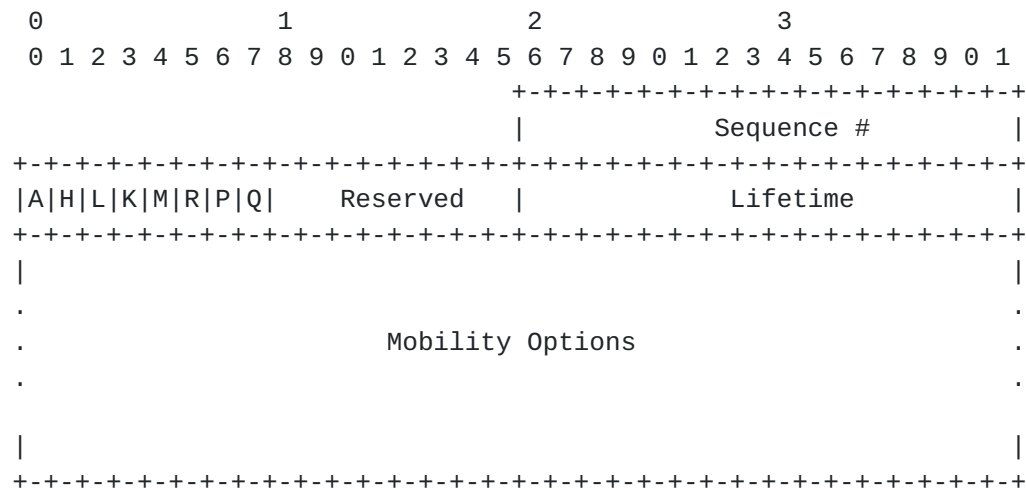 0                   1                   2                   3
 0 1 2 3 4 5 6 7 8 9 0 1 2 3 4 5 6 7 8 9 0 1 2 3 4 5 6 7 8 9 0 1
                                +-+-+-+-+-+-+-+-+-+-+-+-+-+-+-+-+
                                |            Sequence #         |
+-+-+-+-+-+-+-+-+-+-+-+-+-+-+-+-+-+-+-+-+-+-+-+-+-+-+-+-+-+-+-+-+
|A|H|L|K|M|R|P|Q|    Reserved   |             Lifetime          |
+-+-+-+-+-+-+-+-+-+-+-+-+-+-+-+-+-+-+-+-+-+-+-+-+-+-+-+-+-+-+-+-+
|                                                               |
.                                                               .
.                       Mobility Options                        .
.                                                               .
|                                                               |
+-+-+-+-+-+-+-+-+-+-+-+-+-+-+-+-+-+-+-+-+-+-+-+-+-+-+-+-+-+-+-+-+